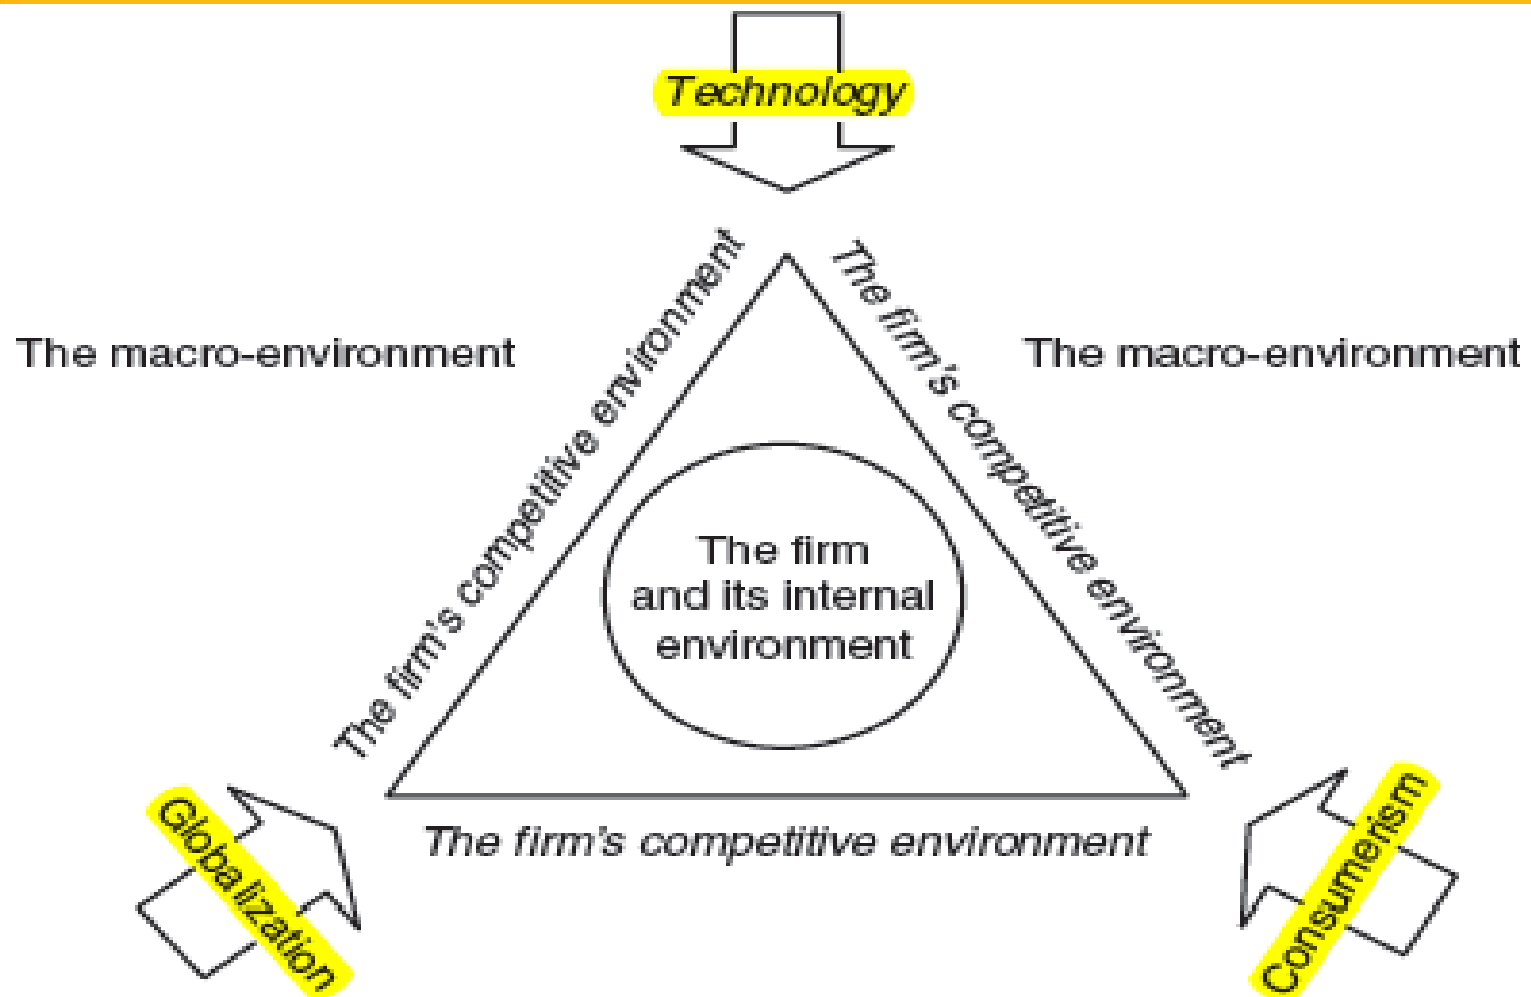 Technology
The macro-environment
The firm's competitive environment
The firm's competitive environment
The macro-environment
The firm
and its internal
environment
Globalization
The firm's competitive environment
Consumerism